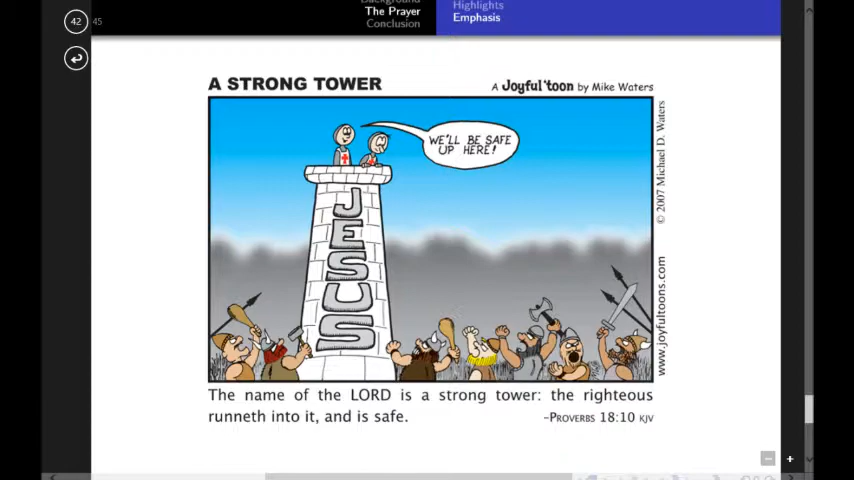 42 45
The Prayer
Conclusion
Highlights
Emphasis
A STRONG TOWER
A Joyful 'toon by Mike Waters
WE'LL BE SAFE
UP HERE!
JESUS
© 2007 Michael D. Waters
www.joyfultoons.com
The name of the LORD is a strong tower: the righteous
runneth into it, and is safe.
-PROVERBS 18:10 KJV